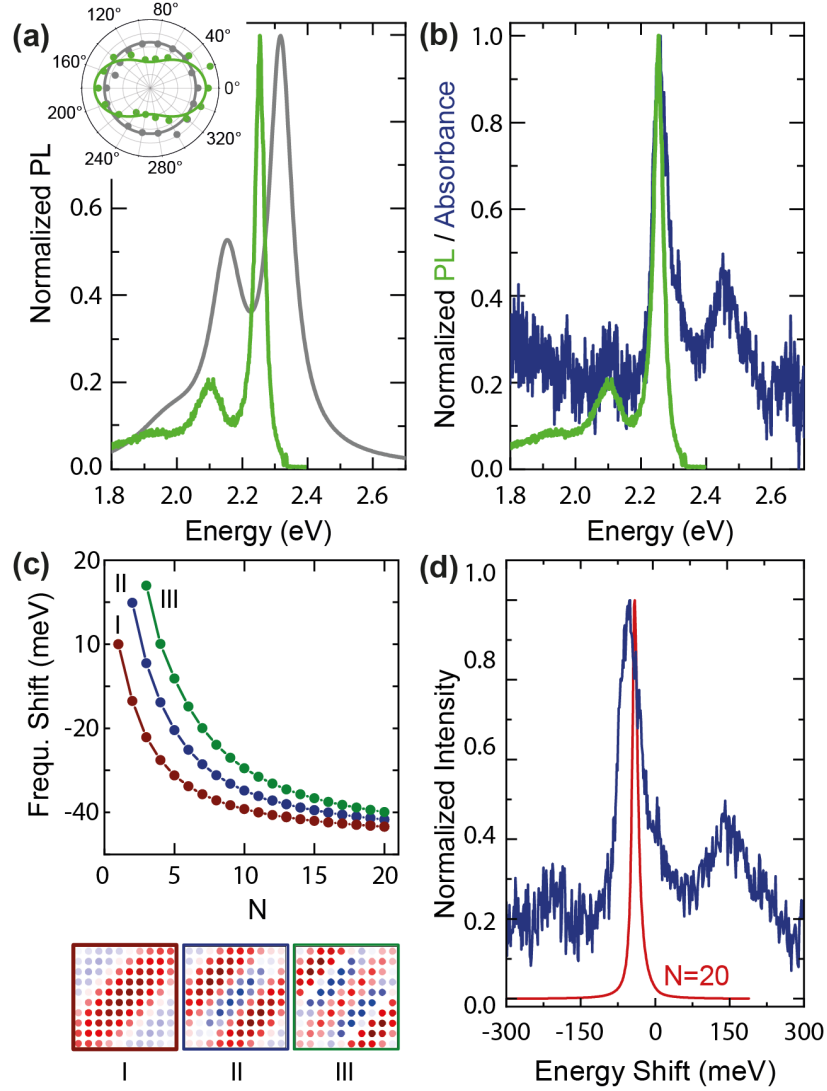 (a)
80°
120°
40°
160°
0°
200°
320°
240°
280°
Normalized PL
0.6
0.4
0.2
0.0
1.8 2.0 2.2 2.4 2.6
Energy (eV)
(b)
Normalized PL / Absorbance
1.0
0.8
0.6
0.4
0.2
0.0
1.8 2.0 2.2 2.4 2.6
Energy (eV)
(c)
Frequ. Shift (meV)
20
10
-20
-40
I
II
III
0 5 10 15 20
N
I II III
(d)
Normalized Intensity
1.0
0.8
0.6
0.4
0.2
0.0
N=20
-300 -150 0 150 300
Energy Shift (meV)